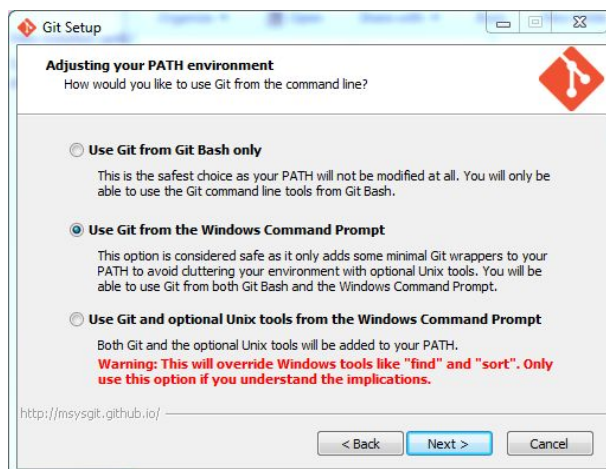 Git Setup
Adjusting your PATH environment
How would you like to use Git from the command line?
Use Git from Git Bash only
This is the safest choice as your PATH will not be modified at all. You will only be
able to use the Git command line tools from Git Bash.
Use Git from the Windows Command Prompt
This option is considered safe as it only adds some minimal Git wrappers to your
PATH to avoid cluttering your environment with optional Unix tools. You will be
able to use Git from both Git Bash and the Windows Command Prompt.
Use Git and optional Unix tools from the Windows Command Prompt
Both Git and the optional Unix tools will be added to your PATH.
Warning: This will override Windows tools like "find" and "sort". Only
use this option if you understand the implications.
http://msysgit.github.io/
< Back Next > Cancel